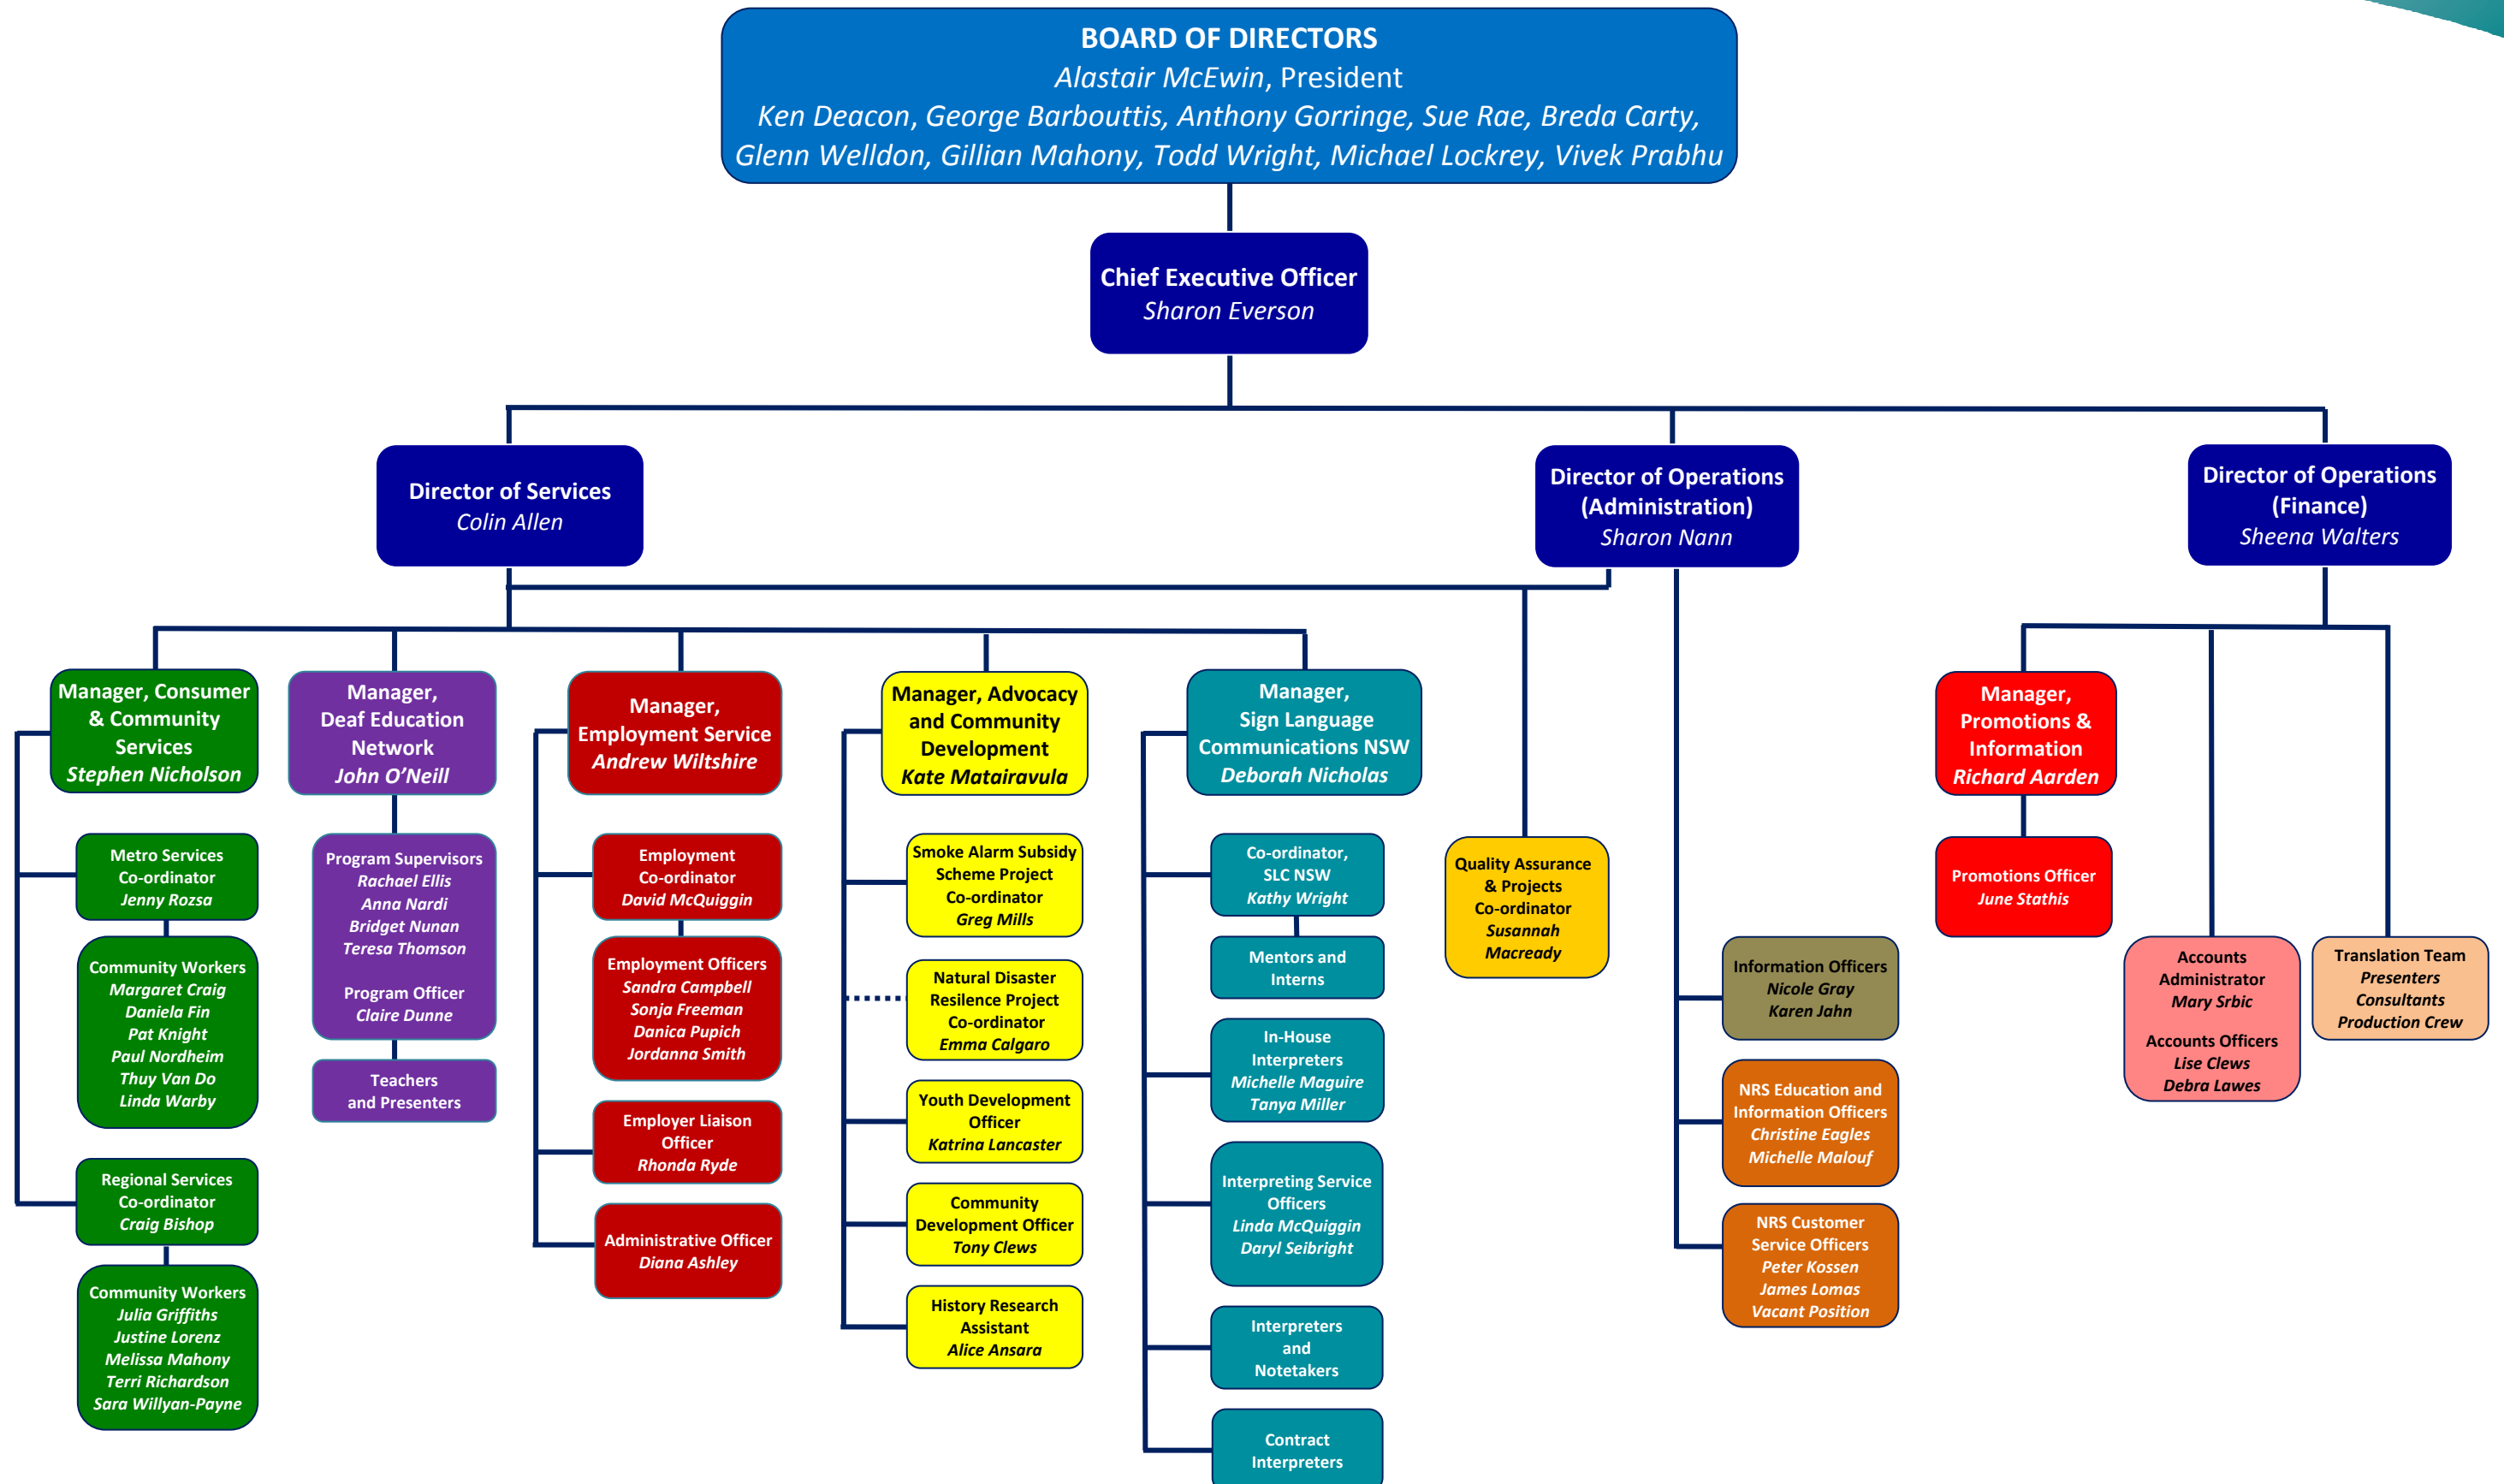 BOARD OF DIRECTORS
Alastair McEwin, President
Ken Deacon, George Barbouttis, Anthony Gorringe, Sue Rae, Breda Carty,
Glenn Welldon, Gillian Mahony, Todd Wright, Michael Lockrey, Vivek Prabhu
Chief Executive Officer
Sharon Everson
Director of Services
Colin Allen
Director of Operations
(Administration)
Sharon Nann
Director of Operations
(Finance)
Sheena Walters
Manager, Consumer
& Community
Services
Stephen Nicholson
Metro Services
Co-ordinator
Jenny Rozsa
Community Workers
Margaret Craig
Daniela Fin
Pat Knight
Paul Nordheim
Thuy Van Do
Linda Warby
Regional Services
Co-ordinator
Craig Bishop
Community Workers
Julia Griffiths
Justine Lorenz
Melissa Mahony
Terri Richardson
Sara Willyan-Payne
Manager,
Deaf Education
Network
John O’Neill
Program Supervisors
Rachael Ellis
Anna Nardi
Bridget Nunan
Teresa Thomson
Program Officer
Claire Dunne
Teachers
and Presenters
Manager,
Employment Service
Andrew Wiltshire
Employment
Co-ordinator
David McQuiggin
Employment Officers
Sandra Campbell
Sonja Freeman
Danica Pupich
Jordanna Smith
Employer Liaison
Officer
Rhonda Ryde
Administrative Officer
Diana Ashley
Manager, Advocacy
and Community
Development
Kate Matairavula
Smoke Alarm Subsidy
Scheme Project
Co-ordinator
Greg Mills
Natural Disaster
Resilence Project
Co-ordinator
Emma Calgaro
Youth Development
Officer
Katrina Lancaster
Community
Development Officer
Tony Clews
History Research
Assistant
Alice Ansara
Manager,
Sign Language
Communications NSW
Deborah Nicholas
Co-ordinator,
SLC NSW
Kathy Wright
Mentors and
Interns
In-House
Interpreters
Michelle Maguire
Tanya Miller
Interpreting Service
Officers
Linda McQuiggin
Daryl Seibright
Interpreters
and
Notetakers
Contract
Interpreters
Quality Assurance
& Projects
Co-ordinator
Susannah
Macready
Information Officers
Nicole Gray
Karen Jahn
NRS Education and
Information Officers
Christine Eagles
Michelle Malouf
NRS Customer
Service Officers
Peter Kossen
James Lomas
Vacant Position
Manager,
Promotions &
Information
Richard Aarden
Promotions Officer
June Stathis
Accounts
Administrator
Mary Srbic
Accounts Officers
Lise Clews
Debra Lawes
Translation Team
Presenters
Consultants
Production Crew